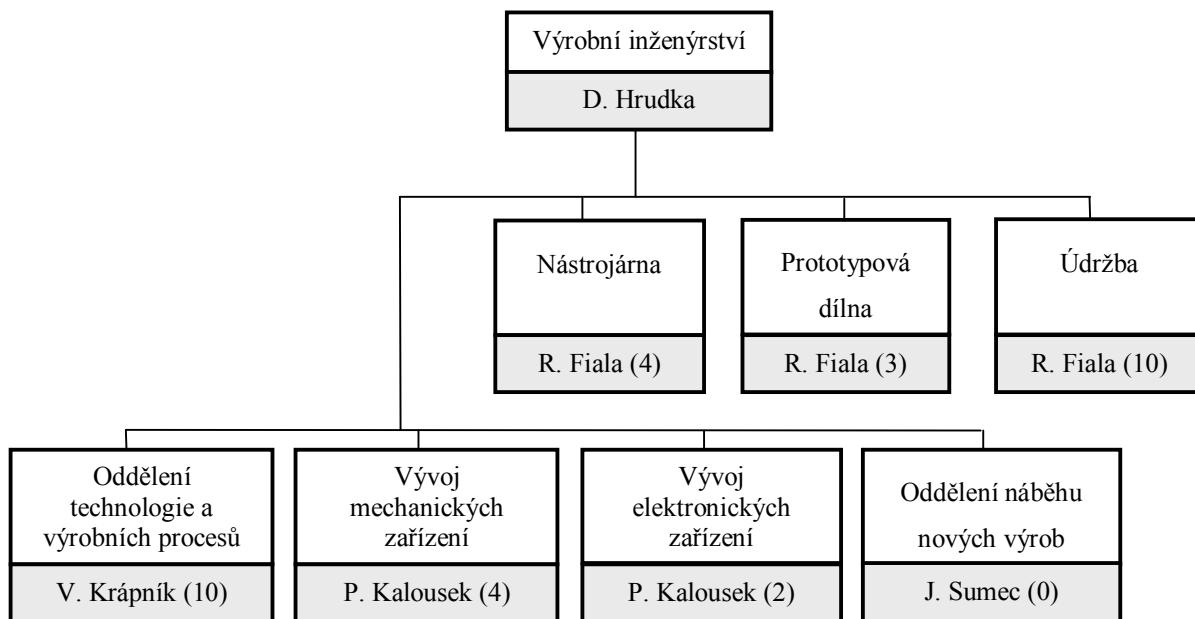 Výrobní inženýrství
D. Hrudka
Nástrojárna
R. Fiala (4)
Prototypová
dílna
R. Fiala (3)
Údržba
R. Fiala (10)
Oddělení
technologie a
výrobních procesů
V. Krápník (10)
Vývoj
mechanických
zařízení
P. Kalousek (4)
Vývoj
elektronických
zařízení
P. Kalousek (2)
Oddělení náběhu
nových výrob
J. Sumec (0)